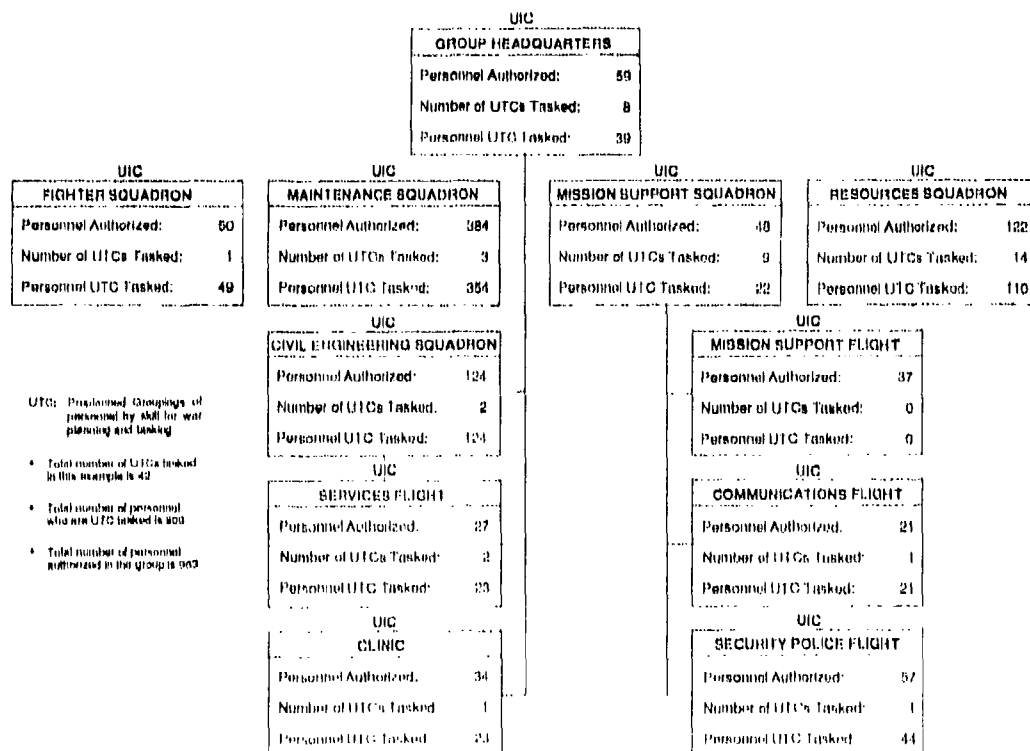 UIC
GROUP HEADQUARTERS
Personnel Authorized: 59
Number of UTCs Tasked: 8
Personnel UTC Tasked: 39
UIC
FIGHTER SQUADRON
Personnel Authorized: 50
Number of UTCs Tasked: 1
Personnel UTC Tasked: 49
UIC
MAINTENANCE SQUADRON
Personnel Authorized: 384
Number of UTCs Tasked: 3
Personnel UTC Tasked: 354
UIC
MISSION SUPPORT SQUADRON
Personnel Authorized: 48
Number of UTCs Tasked: 9
Personnel UTC Tasked: 22
UIC
RESOURCES SQUADRON
Personnel Authorized: 122
Number of UTCs Tasked: 14
Personnel UTC Tasked: 110
UIC
CIVIL ENGINEERING SQUADRON
Personnel Authorized: 124
Number of UTCs Tasked. 2
Personnel UTC Tasked: 124
UIC
MISSION SUPPORT FLIGHT
Personnel Authorized: 37
Number of UTCs Tasked: 0
Personnel UTC Tasked: 0
UTC: Preplanned Groupings of
personnel by skill for war
planning and tasking
• Total number of UTCs tasked
in this example is 42
• Total number of personnel
who are UTC tasked is
• Total number of personnel
authorized in the group is 963
UIC
SERVICES FLIGHT
Personnel Authorized. 27
Number of UTCs Tasked: 2
Personnel UTC Tasked: 23
UIC
COMMUNICATIONS FLIGHT
Personnel Authorized. 21
Number of UTCs Tasked: 1
Personnel UTC Tasked: 21
UIC
CLINIC
Personnel Authorized. 34
Number of UTCs Tasked 1
Personnel UTC Tasked 23
UIC
SECURITY POLICE FLIGHT
Personnel Authorized: 57
Number of UTCs Tasked: 1
Personnel UTC Tasked 44